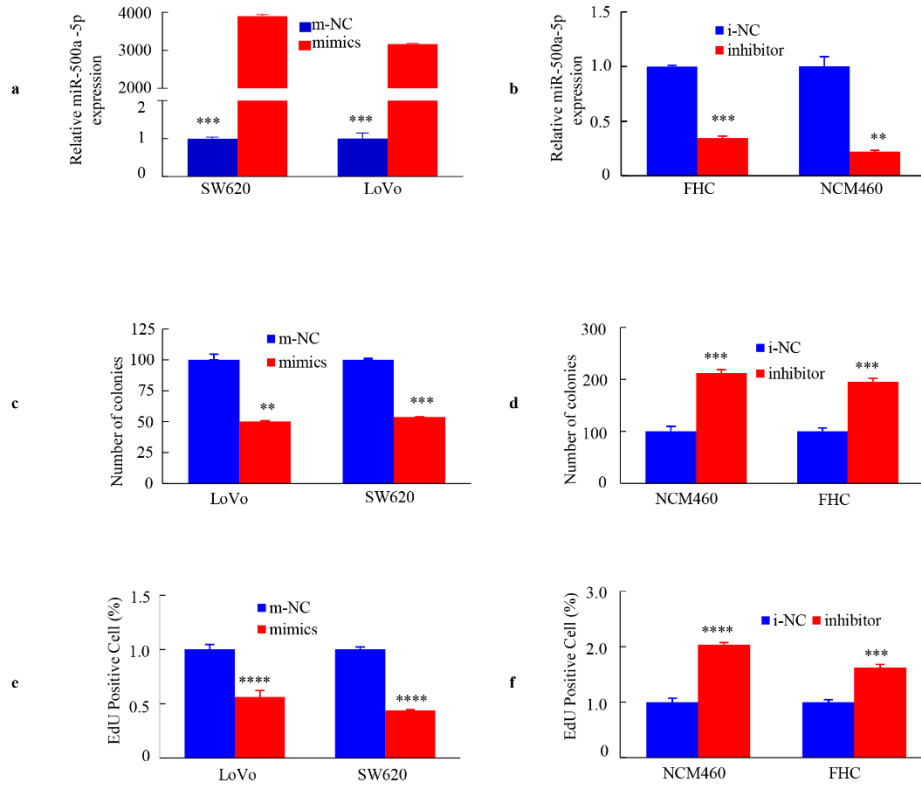 a
Relative miR-500a -5p
expression
4000
3000
2000
2
1
0
m-NC
mimics
***
***
SW620
LoVo
b
Relative miR-500a-5p
expression
1.5
1.0
0.5
0
i-NC
inhibitor
***
**
FHC
NCM460
c
Number of colonies
125
100
75
50
25
0
m-NC
mimics
**
***
LoVo
SW620
d
Number of colonies
300
200
100
0
i-NC
inhibitor
***
***
NCM460
FHC
e
EdU Positive Cell (%)
1.5
1.0
0.5
0
m-NC
mimics
****
****
LoVo
SW620
f
EdU Positive Cell (%)
3.0
2.0
1.0
0.0
i-NC inhibitor
****
***
NCM460
FHC